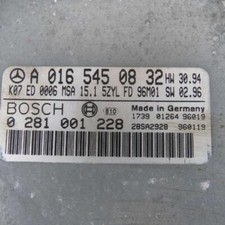 A 016 545 08 32 HW 30.94
K07 ED 0006 MSA 15.1 5ZYL FD 96M01 SW 02.96
BOSCH Made in Germany
1739 01264 96019
0 281 001 228 28SA2928 960119